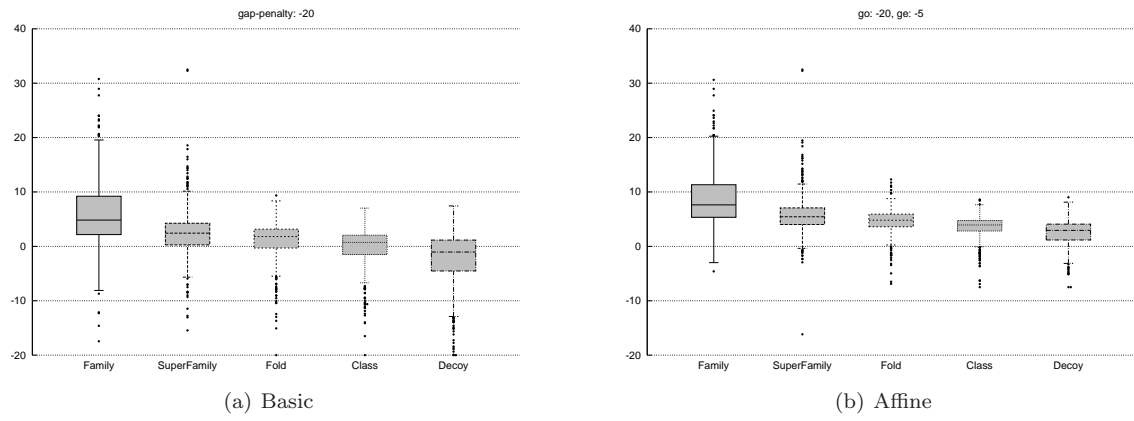 gap-penalty: -20
40
30
20
10
0
-10
-20
Family SuperFamily Fold Class Decoy
(a) Basic
go: -20, ge: -5
40
30
20
10
0
-10
-20
Family SuperFamily Fold Class Decoy
(b) Affine